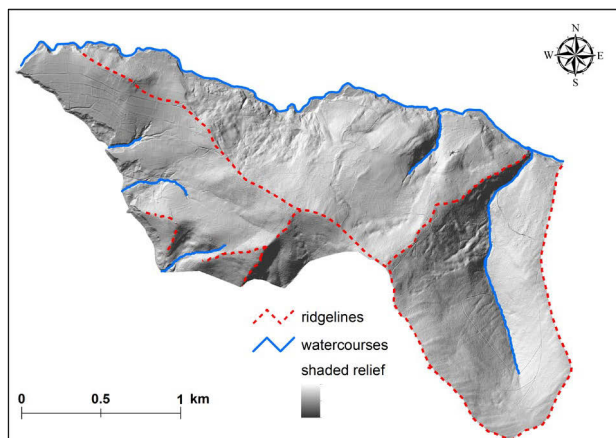 N
W E
S
ridgelines
watercourses
shaded relief
0 0.5 1 km